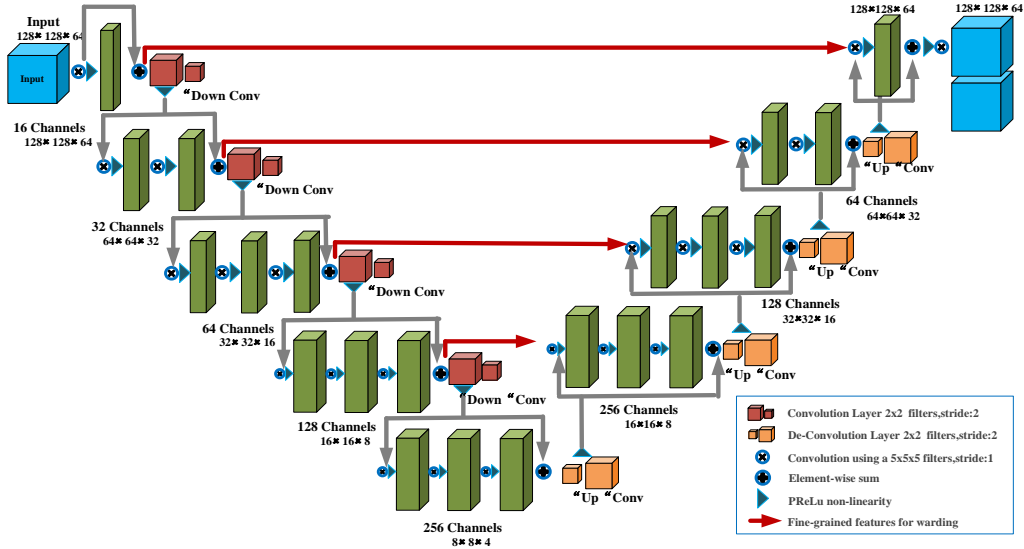 Input
128✖ 128✖ 64
Input
“Down Conv
16 Channels
128✖ 128✖ 64
“Down Conv
32 Channels
64✖ 64✖ 32
“Down Conv
64 Channels
32✖ 32✖ 16
“Down “Conv
128 Channels
16✖ 16✖ 8
256 Channels
8✖ 8✖ 4
“Up “Conv
256 Channels
16✖16✖ 8
“Up “Conv
128 Channels
32✖32✖ 16
“Up “Conv
64 Channels
64✖64✖ 32
“Up “Conv
128✖128✖ 64
128✖ 128✖ 64
Convolution Layer 2x2 filters,stride:2
De-Convolution Layer 2x2 filters,stride:2
Convolution using a 5x5x5 filters,stride:1
Element-wise sum
PReLu non-linearity
Fine-grained features for warding